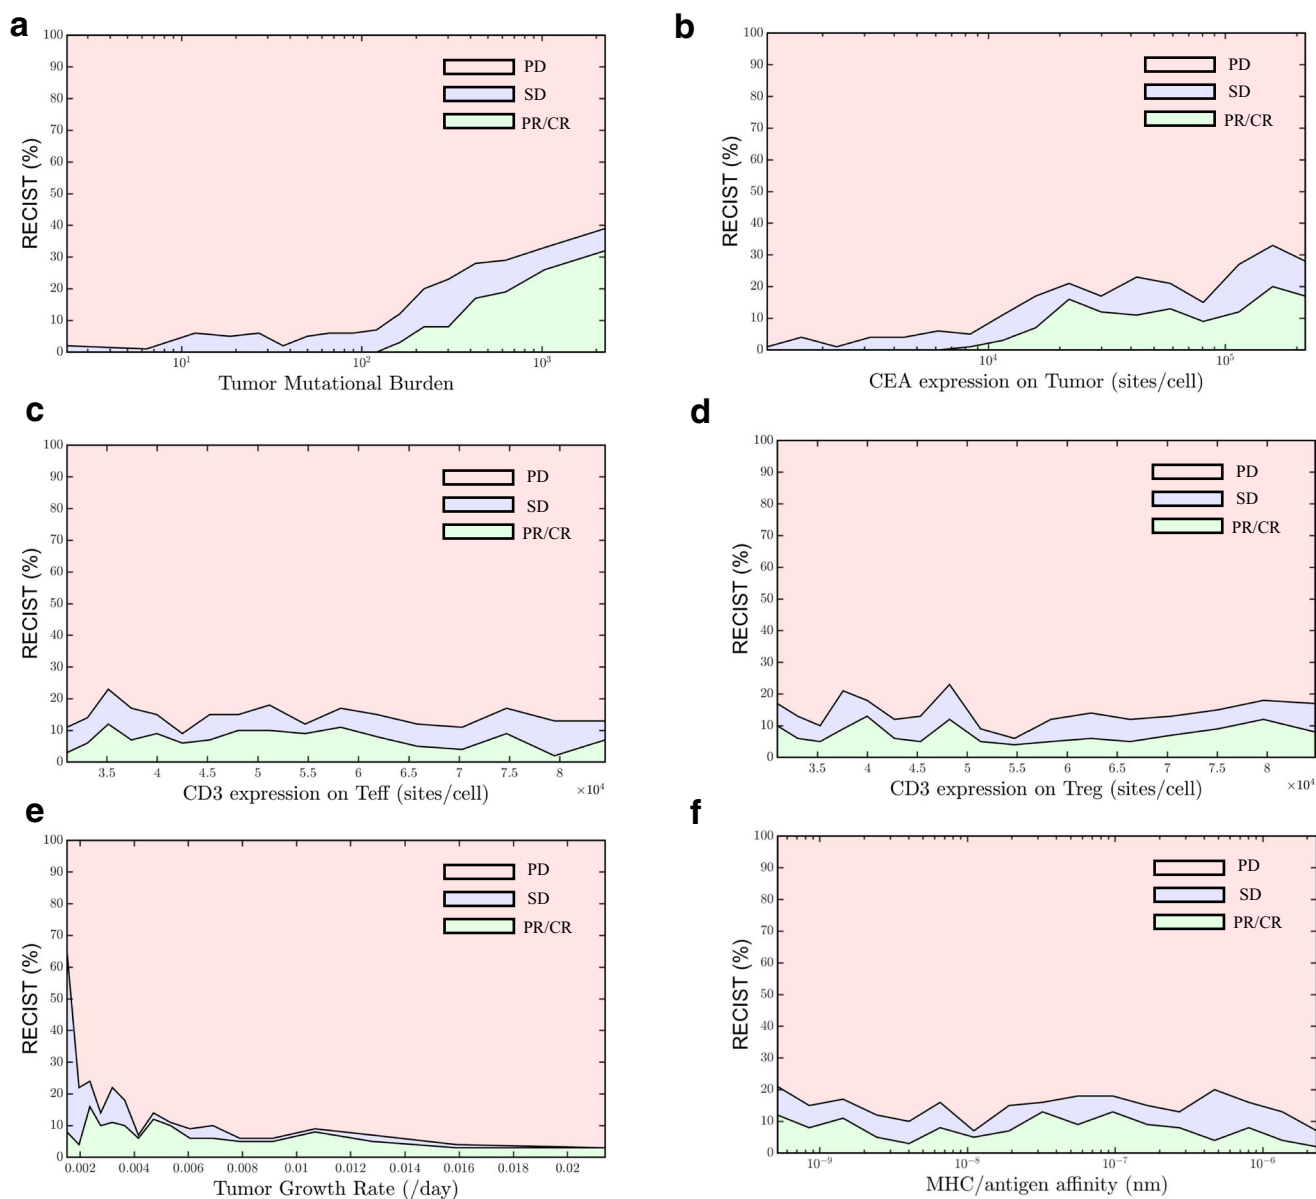 a
100
90
80
70
60
50
40
30
20
10
0
RECIST (%)
PD
SD
PR/CR
10¹ 10² 10³
Tumor Mutational Burden
b
100
90
80
70
60
50
40
30
20
10
0
RECIST (%)
PD
SD
PR/CR
10⁴ 10⁵
CEA expression on Tumor (sites/cell)
c
100
90
80
70
60
50
40
30
20
10
0
RECIST (%)
PD
SD
PR/CR
3.5 4 4.5 5 5.5 6 6.5 7 7.5 8
×10⁴
CD3 expression on Teff (sites/cell)
d
100
90
80
70
60
50
40
30
20
10
0
RECIST (%)
PD
SD
PR/CR
3.5 4 4.5 5 5.5 6 6.5 7 7.5 8
×10⁴
CD3 expression on Treg (sites/cell)
e
100
90
80
70
60
50
40
30
20
10
0
RECIST (%)
PD
SD
PR/CR
0.002 0.004 0.006 0.008 0.01 0.012 0.014 0.016 0.018 0.02
Tumor Growth Rate (/day)
f
100
90
80
70
60
50
40
30
20
10
0
RECIST (%)
PD
SD
PR/CR
10⁻⁹ 10⁻⁸ 10⁻⁷ 10⁻⁶
MHC/antigen affinity (nm)